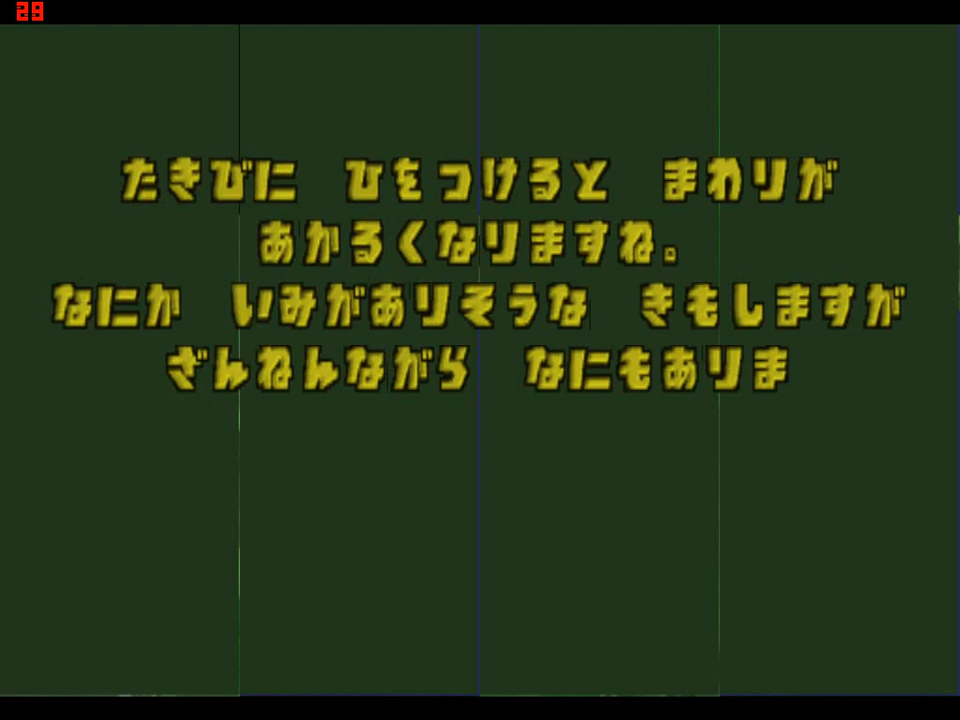 29
たきびに　ひをつけると　まわりが
あかるくなりますね。
なにか　いみがありそうな　きもしますが
ざんねんながら　なにもありま